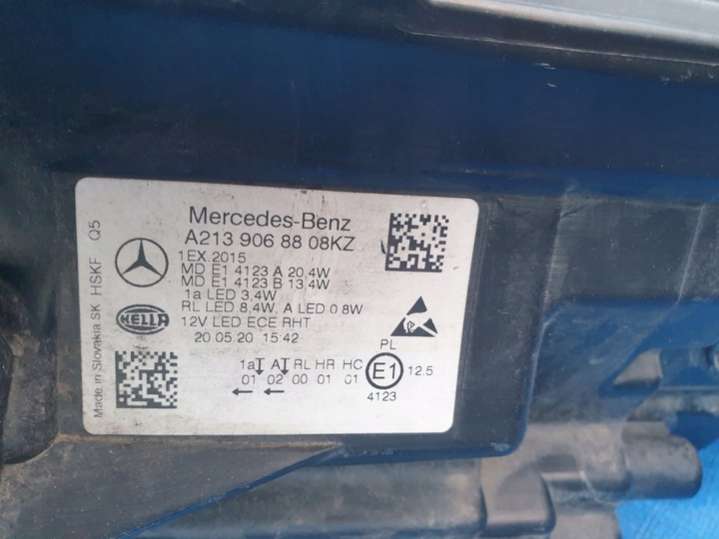 Mercedes-Benz
A213 906 88 08KZ
1EX.2015
MD E1 4123 A 20,4W
MD E1 4123 B 13,4W
1a LED 3,4W
RL LED 8,4W, A LED 0.8W
12V LED ECE RHT
20.05.20 15:42
HELLA
Made in Slovakia SK HSKF Q5
PL
1a A RL HR HC
01 02 00 01 01
E1
12.5
4123